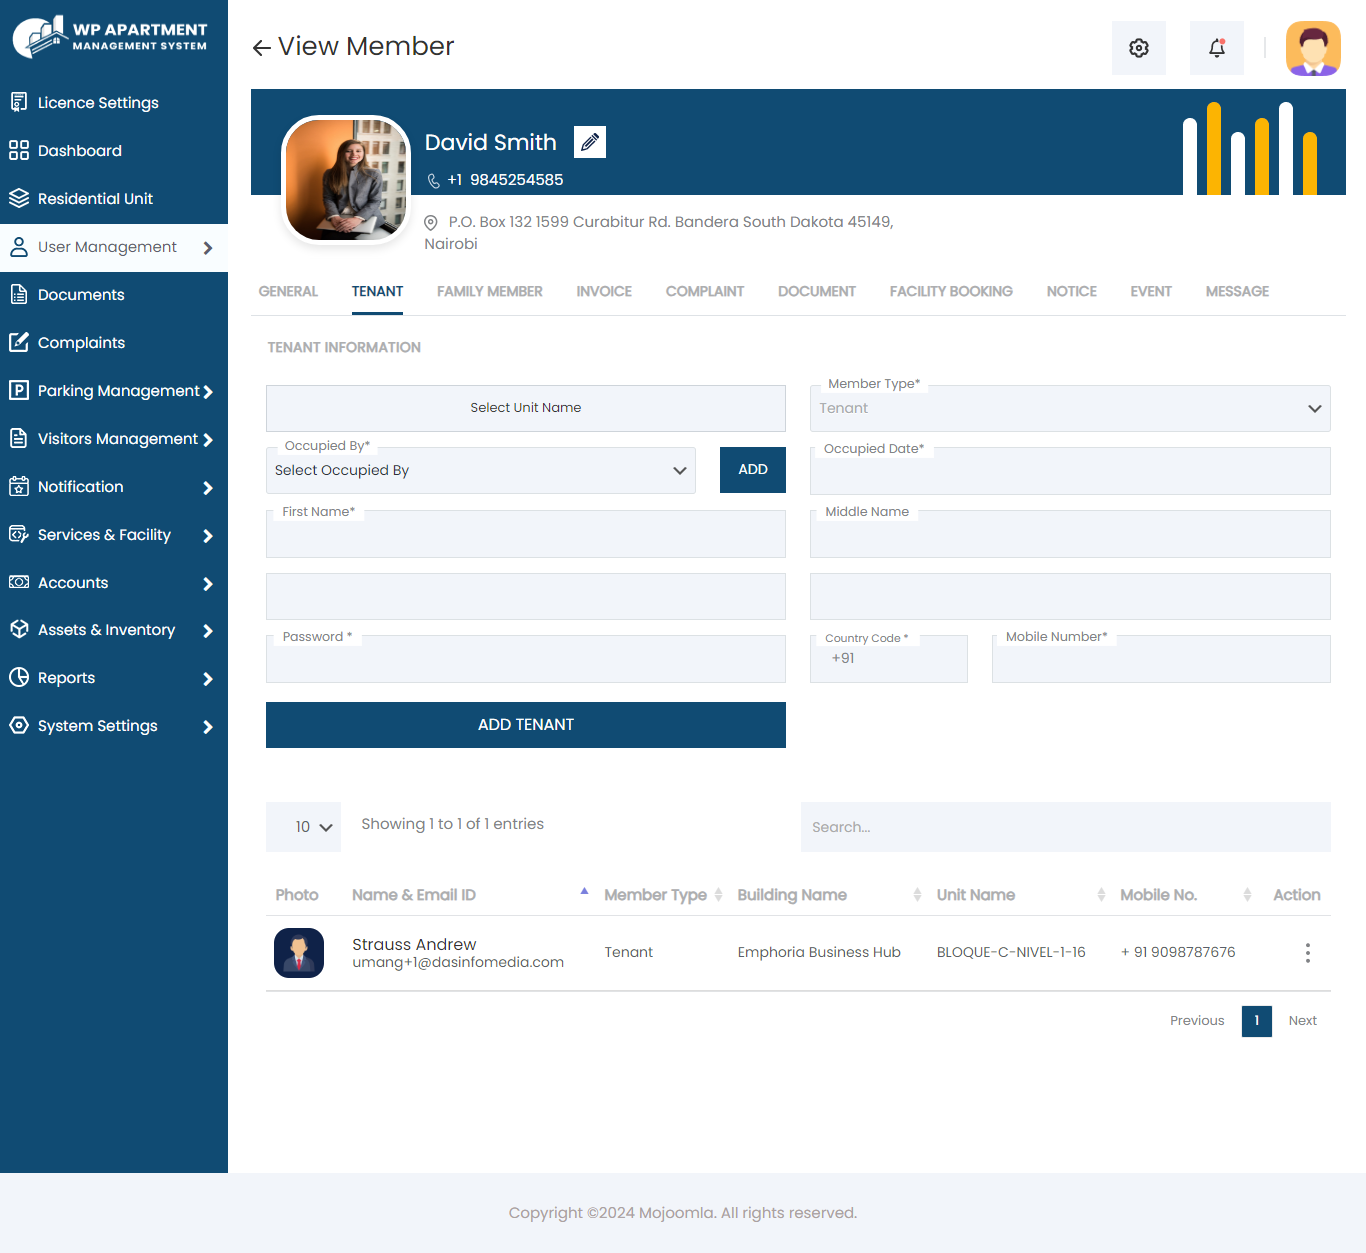 WP APARTMENT
MANAGEMENT SYSTEM
Licence Settings
Dashboard
Residential Unit
User Management
Documents
Complaints
Parking Management
Visitors Management
Notification
Services & Facility
Accounts
Assets & Inventory
Reports
System Settings
View Member
David Smith
+1 9845254585
P.O. Box 132 1599 Curabitur Rd. Bandera South Dakota 45149,
Nairobi
GENERAL TENANT FAMILY MEMBER INVOICE COMPLAINT DOCUMENT FACILITY BOOKING NOTICE EVENT MESSAGE
TENANT INFORMATION
Select Unit Name
Member Type*
Tenant
Occupied By*
Select Occupied By
ADD
Occupied Date*
First Name*
Middle Name
Password *
Country Code *
+91
Mobile Number*
ADD TENANT
10
Showing 1 to 1 of 1 entries
Search...
Photo Name & Email ID Member Type Building Name Unit Name Mobile No. Action
Strauss Andrew
umang+1@dasinfomedia.com
Tenant Emphoria Business Hub BLOQUE-C-NIVEL-1-16 + 91 9098787676
Previous 1 Next
Copyright ©2024 Mojoomla. All rights reserved.